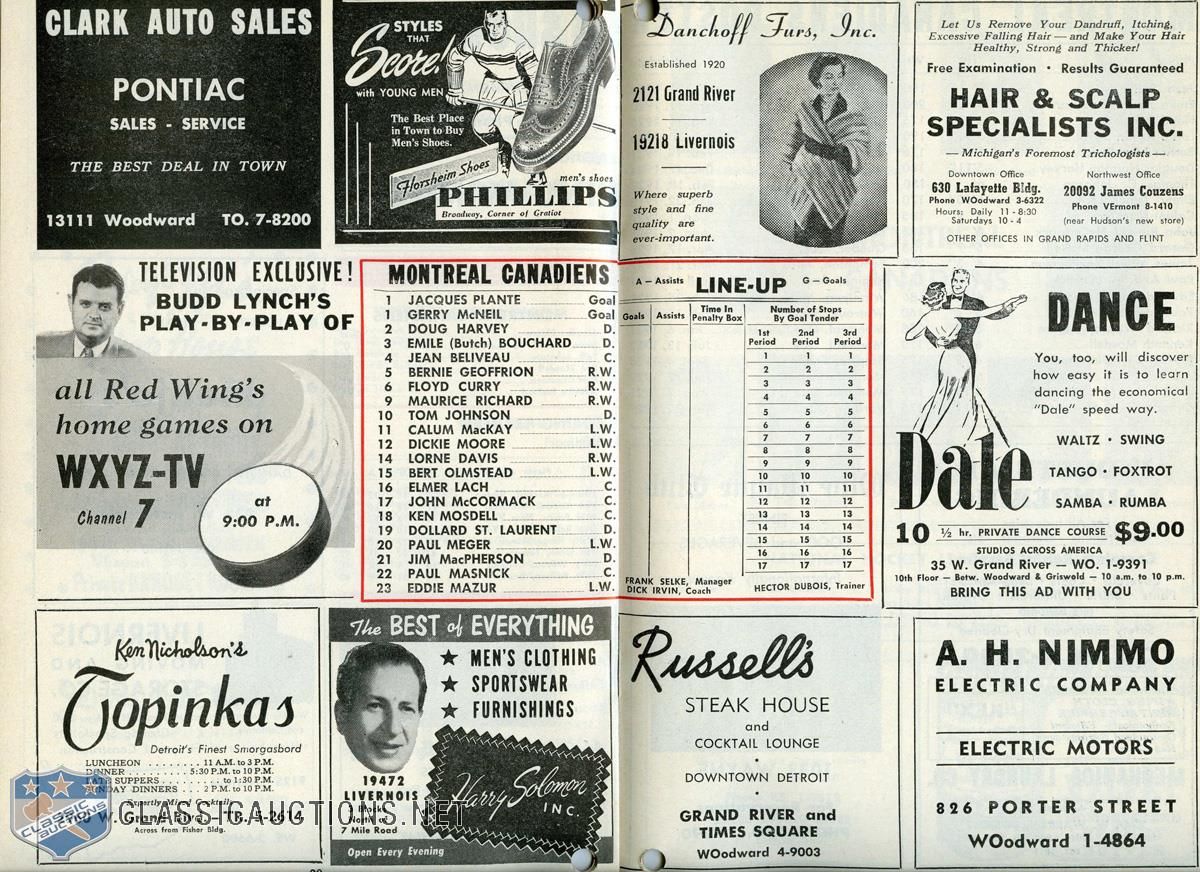 CLARK AUTO SALES
PONTIAC
SALES - SERVICE
THE BEST DEAL IN TOWN
13111 Woodward TO. 7-8200
STYLES
THAT
Score!
with YOUNG MEN
The Best Place
in Town to Buy
Men's Shoes.
Florsheim Shoes
men's shoes
PHILLIPS
Broadway, Corner of Gratiot
Danchoff Furs, Inc.
Established 1920
2121 Grand River
19218 Livernois
Where superb
style and fine
quality are
ever-important.
Let Us Remove Your Dandruff, Itching,
Excessive Falling Hair — and Make Your Hair
Healthy, Strong and Thicker!
Free Examination • Results Guaranteed
HAIR & SCALP
SPECIALISTS INC.
— Michigan's Foremost Trichologists —
Downtown Office
630 Lafayette Bldg.
Phone WOodward 3-6322
Hours: Daily 11 - 8:30
Saturdays 10 - 4
Northwest Office
20092 James Couzens
Phone VErmont 8-1410
(near Hudson's new store)
OTHER OFFICES IN GRAND RAPIDS AND FLINT
TELEVISION EXCLUSIVE!
BUDD LYNCH'S
PLAY-BY-PLAY OF
all Red Wing's
home games on
WXYZ-TV
Channel 7
at
9:00 P.M.
MONTREAL CANADIENS
1 JACQUES PLANTE Goal
1 GERRY McNEIL Goal
2 DOUG HARVEY D.
3 EMILE (Butch) BOUCHARD D.
4 JEAN BELIVEAU C.
5 BERNIE GEOFFRION R.W.
6 FLOYD CURRY R.W.
9 MAURICE RICHARD R.W.
10 TOM JOHNSON D.
11 CALUM MacKAY L.W.
12 DICKIE MOORE L.W.
14 LORNE DAVIS R.W.
15 BERT OLMSTEAD L.W.
16 ELMER LACH C.
17 JOHN McCORMACK C.
18 KEN MOSDELL C.
19 DOLLARD ST. LAURENT D.
20 PAUL MEGER L.W.
21 JIM MacPHERSON D.
22 PAUL MASNICK C.
23 EDDIE MAZUR L.W.
A — Assists LINE-UP G — Goals
Goals Assists Time In Penalty Box Number of Stops By Goal Tender
1st Period 2nd Period 3rd Period
1 1 1
2 2 2
3 3 3
4 4 4
5 5 5
6 6 6
7 7 7
8 8 8
9 9 9
10 10 10
11 11 11
12 12 12
13 13 13
14 14 14
15 15 15
16 16 16
17 17 17
FRANK SELKE, Manager
DICK IRVIN, Coach
HECTOR DUBOIS, Trainer
DANCE
You, too, will discover
how easy it is to learn
dancing the economical
"Dale" speed way.
Dale
WALTZ • SWING
TANGO • FOXTROT
SAMBA • RUMBA
10 ½ hr. PRIVATE DANCE COURSE $9.00
STUDIOS ACROSS AMERICA
35 W. Grand River — WO. 1-9391
10th Floor — Betw. Woodward & Griswold — 10 a.m. to 10 p.m.
BRING THIS AD WITH YOU
Ken Nicholson's
Topinkas
Detroit's Finest Smorgasbord
LUNCHEON . . . . . . . . 11 A.M. to 3 P.M.
DINNER . . . . . . . . . 5:30 P.M. to 10 P.M.
SUPPERS . . . . . . . . to 1:30 P.M.
DINNERS . . . 2 P.M. to 10 P.M.
Across from Fisher Bldg.
CLASSIC AUCTIONS
CLASSICAUCTIONS.NET
The BEST of EVERYTHING
★ MEN'S CLOTHING
★ SPORTSWEAR
★ FURNISHINGS
19472
LIVERNOIS
7 Mile Road
Open Every Evening
Harry Solomon
INC.
Russell's
STEAK HOUSE
and
COCKTAIL LOUNGE
•
DOWNTOWN DETROIT
•
GRAND RIVER and
TIMES SQUARE
WOodward 4-9003
A. H. NIMMO
ELECTRIC COMPANY
ELECTRIC MOTORS
826 PORTER STREET
WOodward 1-4864